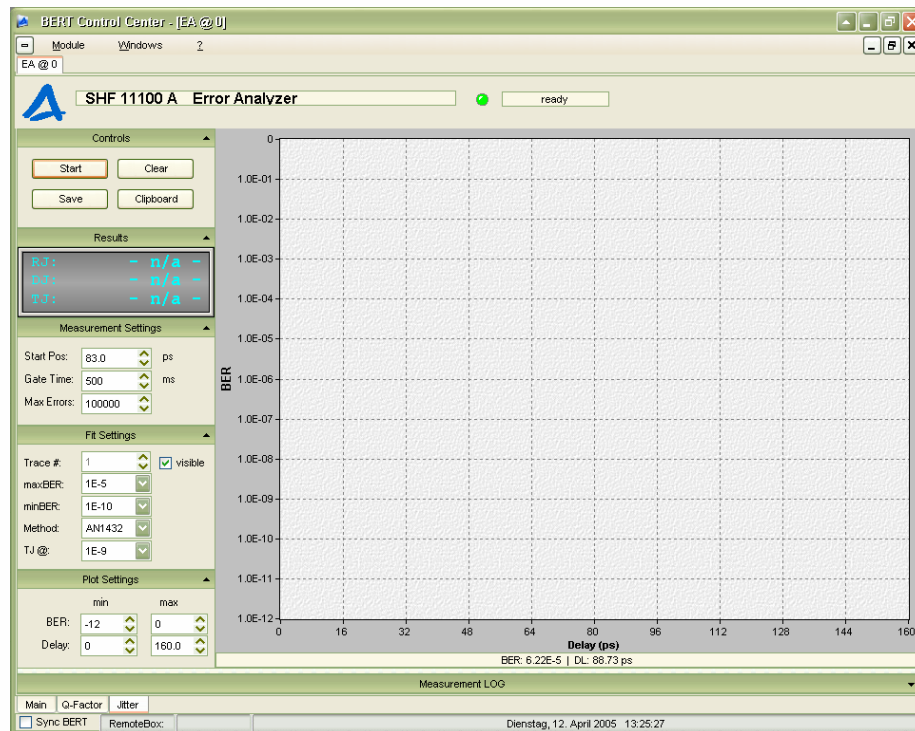 BERT Control Center - [EA @ 0]
Module Windows ?
EA @ 0
SHF 11100 A Error Analyzer
ready
Controls
Start Clear
Save Clipboard
Results
RJ: - n/a -
DJ: - n/a -
TJ: - n/a -
Measurement Settings
Start Pos: 83.0 ps
Gate Time: 500 ms
Max Errors: 100000
Fit Settings
Trace #: 1 visible
maxBER: 1E-5
minBER: 1E-10
Method: AN1432
TJ @: 1E-9
Plot Settings
min max
BER: -12 0
Delay: 0 160.0
BER
0
1.0E-01
1.0E-02
1.0E-03
1.0E-04
1.0E-05
1.0E-06
1.0E-07
1.0E-08
1.0E-09
1.0E-10
1.0E-11
1.0E-12
0 16 32 48 64 80 96 112 128 144 160
Delay (ps)
BER: 6.22E-5 | DL: 88.73 ps
Measurement LOG
Main Q-Factor Jitter
Sync BERT RemoteBox: Dienstag, 12. April 2005 13:25:27